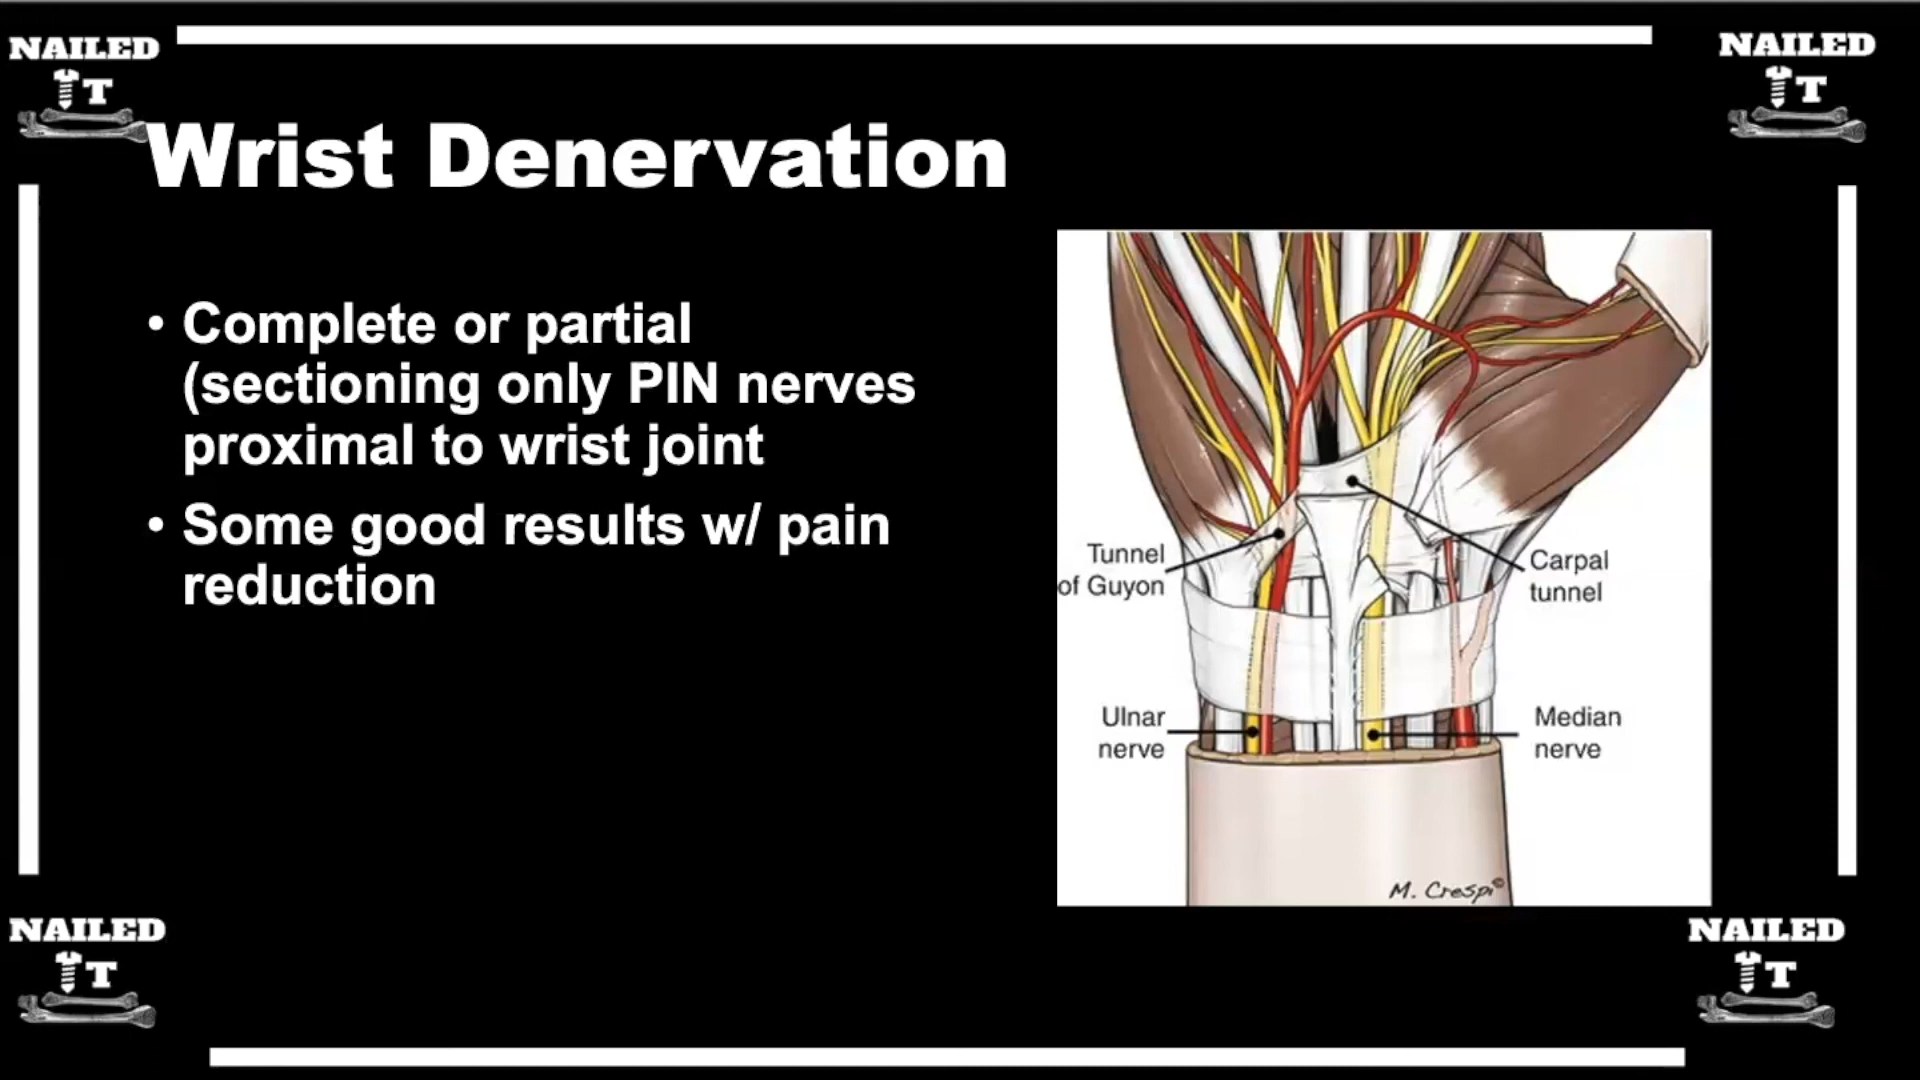 NAILED
IT
NAILED
IT
Wrist Denervation
• Complete or partial
(sectioning only PIN nerves
proximal to wrist joint
• Some good results w/ pain
reduction
Tunnel
of Guyon
Carpal
tunnel
Ulnar
nerve
Median
nerve
M. Crespi©
NAILED
IT
NAILED
IT